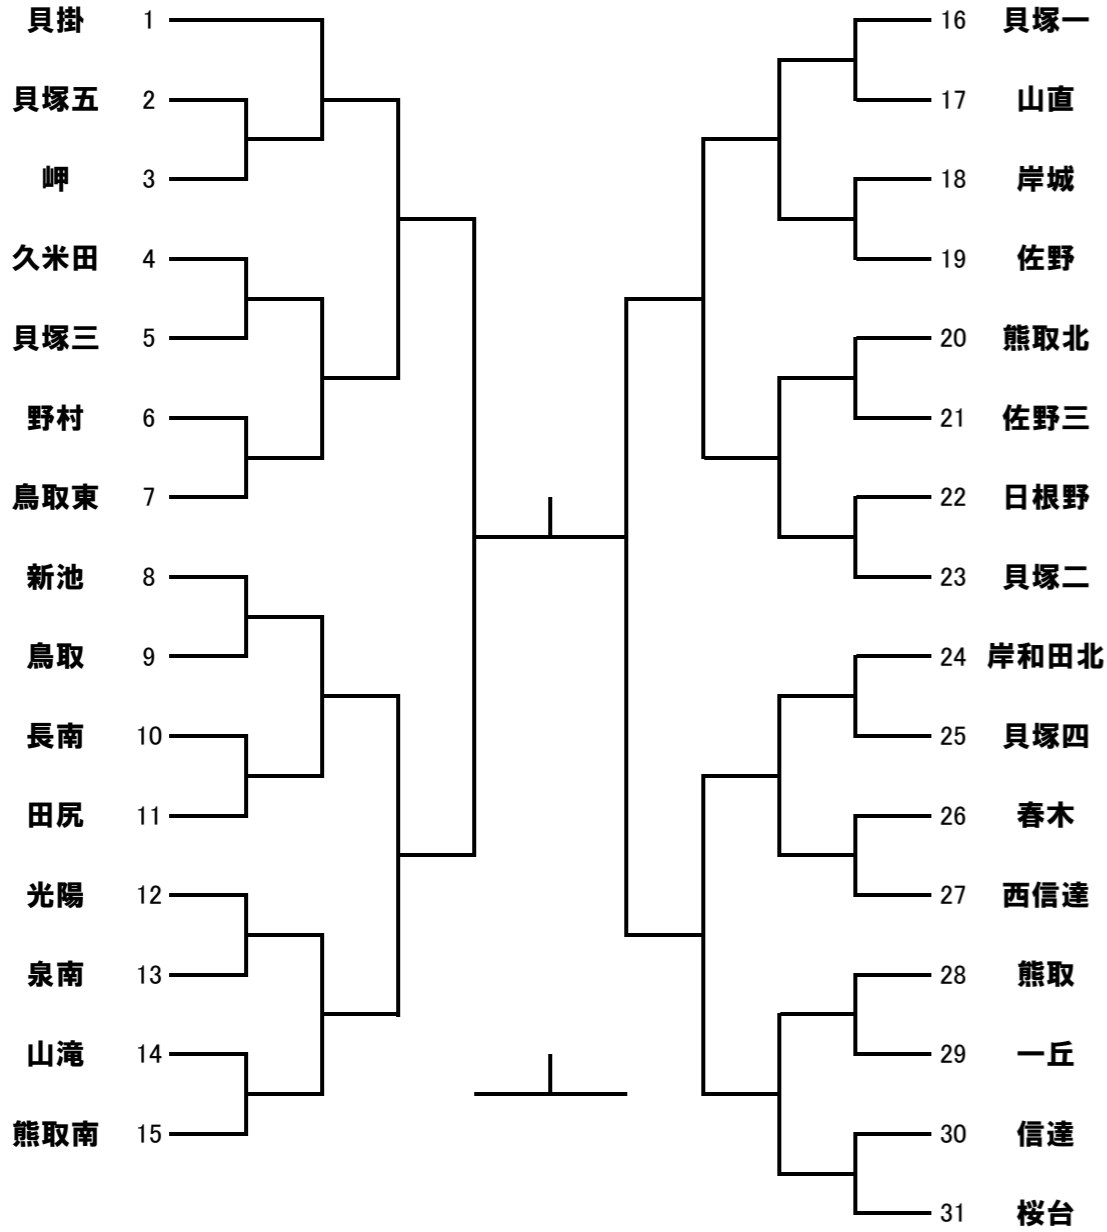 貝掛 1
貝塚五 2
岬 3
久米田 4
貝塚三 5
野村 6
鳥取東 7
新池 8
鳥取 9
長南 10
田尻 11
光陽 12
泉南 13
山滝 14
熊取南 15
16 貝塚一
17 山直
18 岸城
19 佐野
20 熊取北
21 佐野三
22 日根野
23 貝塚二
24 岸和田北
25 貝塚四
26 春木
27 西信達
28 熊取
29 一丘
30 信達
31 桜台